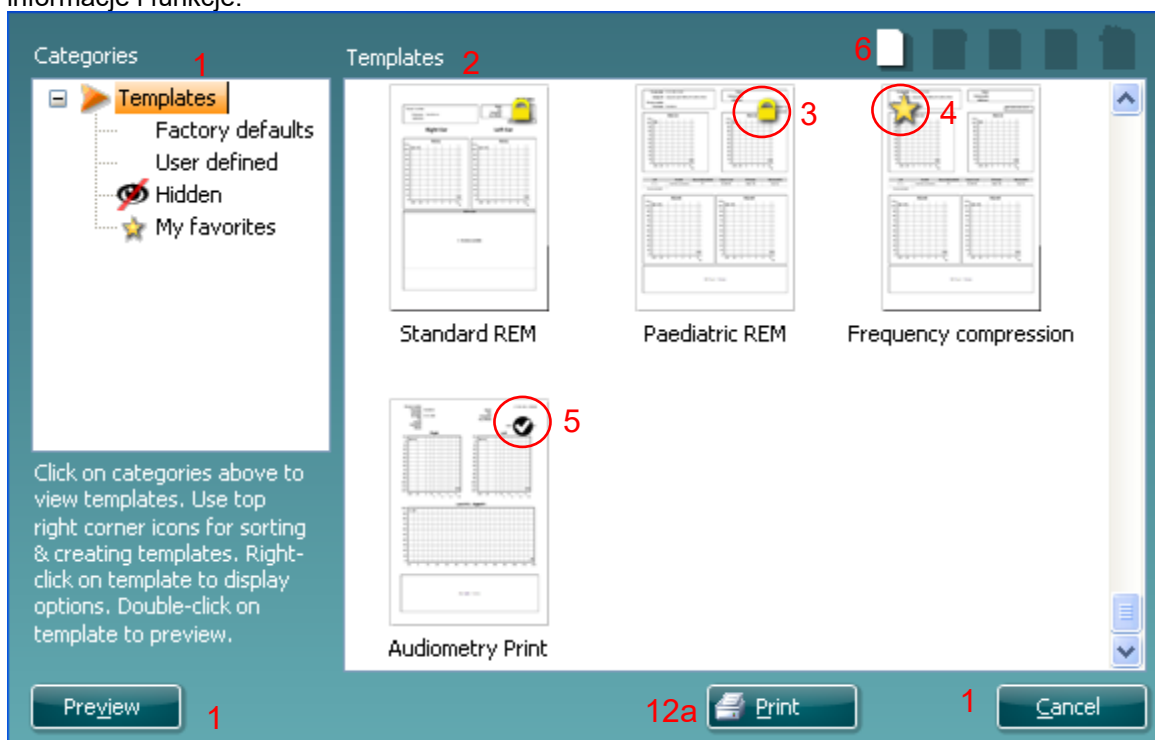 informacje i funkcje:
Categories 1
Templates 2
6
Templates
Factory defaults
User defined
Hidden
My favorites
3
4
Standard REM
Paediatric REM
Frequency compression
5
Audiometry Print
Click on categories above to
view templates. Use top
right corner icons for sorting
& creating templates. Right-
click on template to display
options. Double-click on
template to preview.
Preview 1
12a Print
1 Cancel